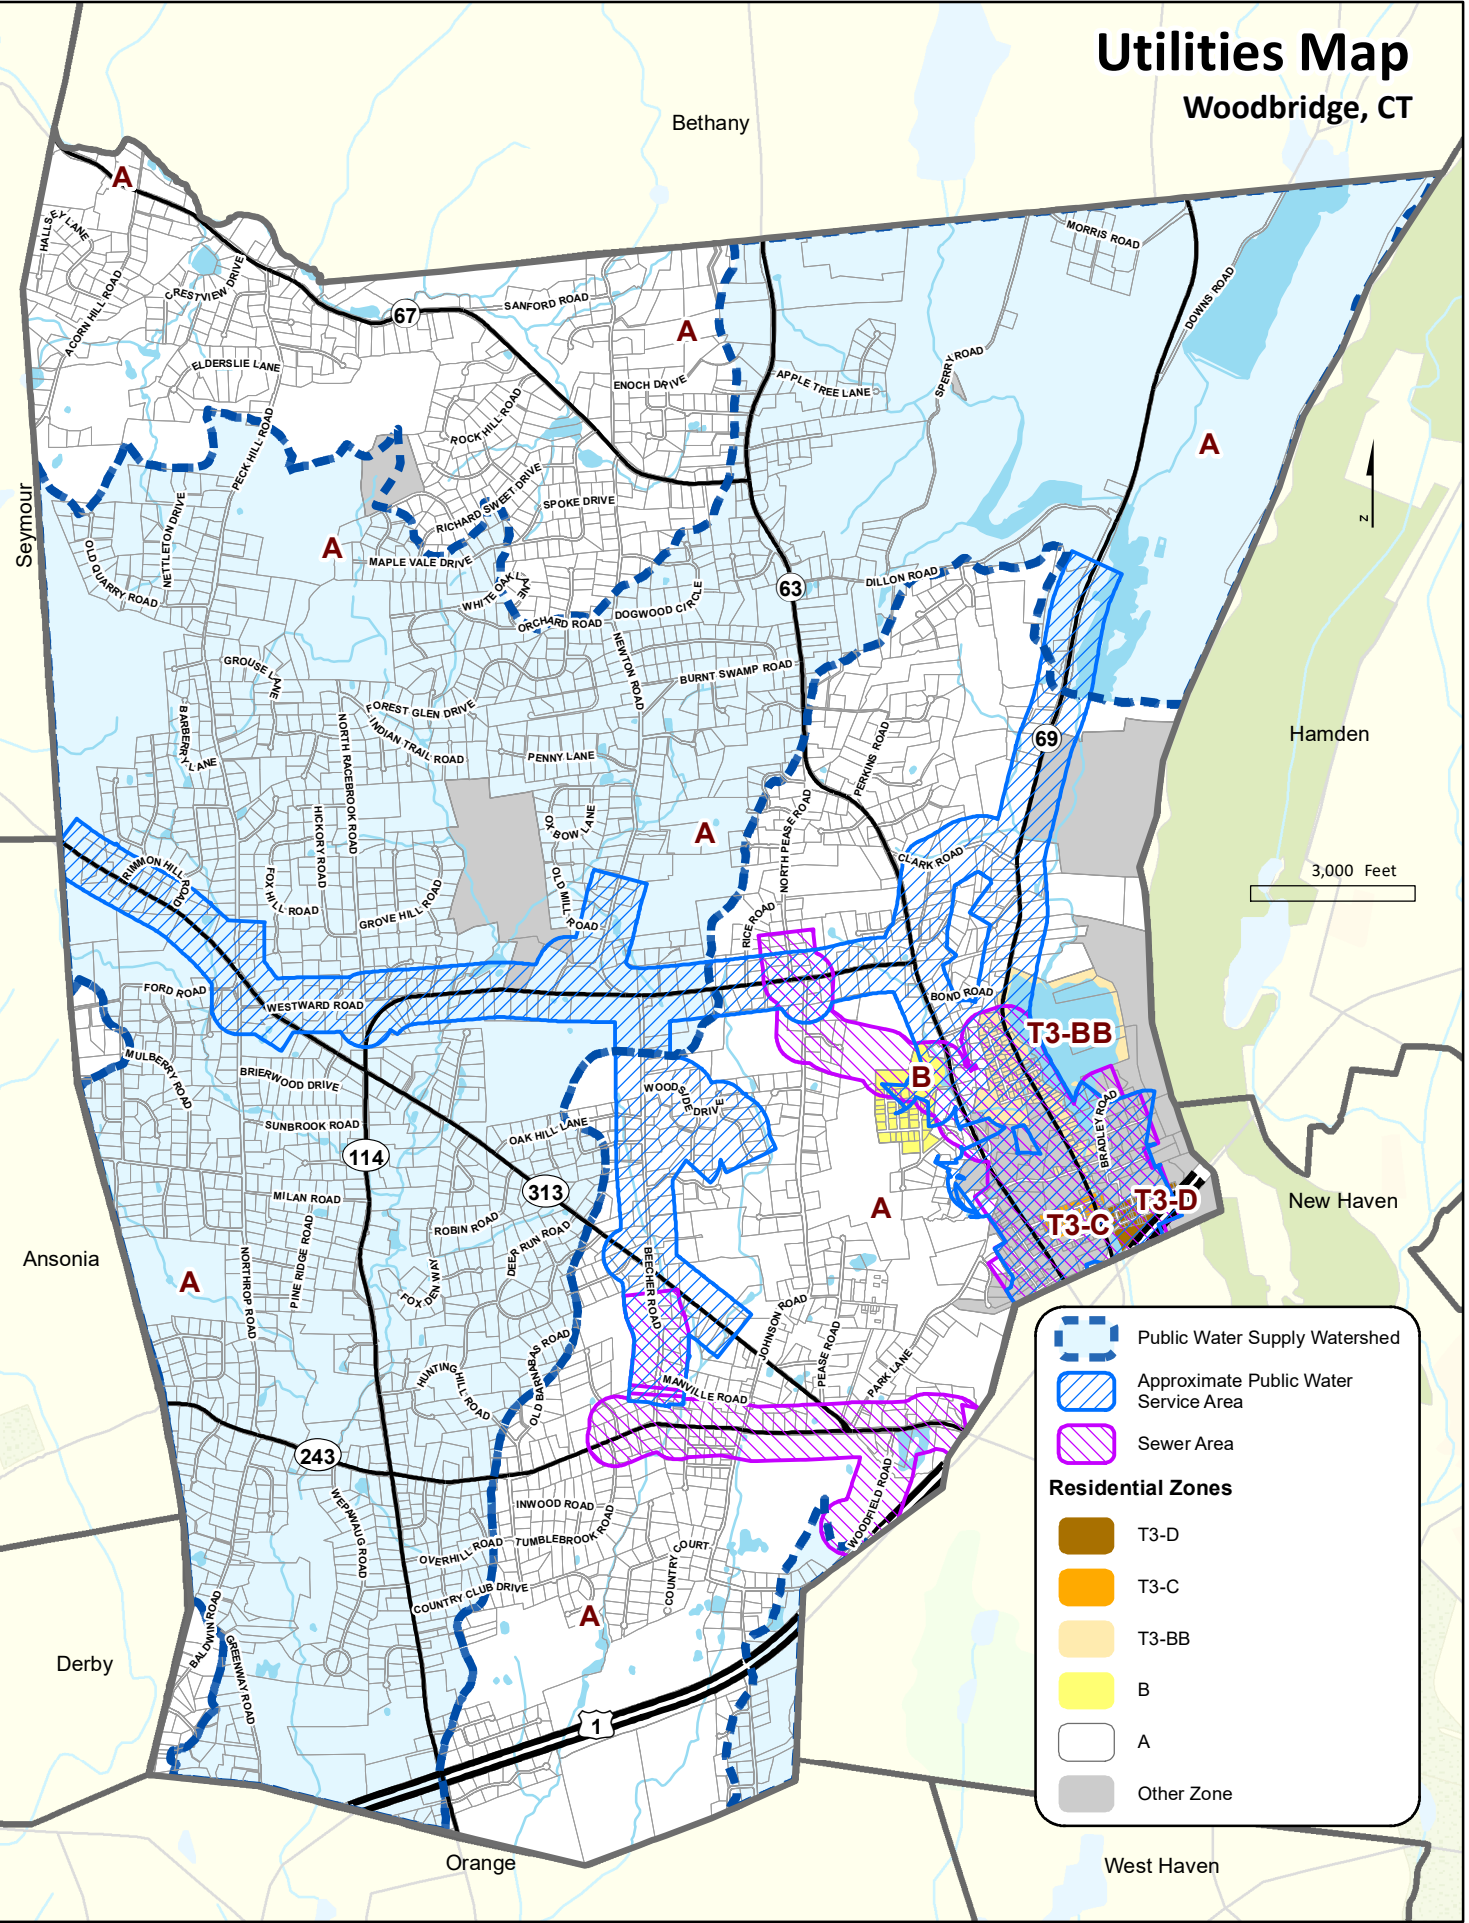 Utilities Map
Woodbridge, CT
Bethany
A
HALLSEY LANE
ACORN HILL ROAD
CRESTVIEW DRIVE
ELDERSLIE LANE
67
SANFORD ROAD
A
ENOCH DRIVE
ROCK HILL ROAD
PECK HILL ROAD
MORRIS ROAD
DOWNS ROAD
SPERRY ROAD
APPLE TREE LANE
A
N
Seymour
A
NETTLETON DRIVE
OLD QUARRY ROAD
RICHARD SWEET DRIVE
SPOKE DRIVE
MAPLE VALE DRIVE
WHITE OAK LANE
ORCHARD ROAD
DOGWOOD CIRCLE
63
DILLON ROAD
GROUSE LANE
NEWTON ROAD
BURNT SWAMP ROAD
BARBERRY LANE
FOREST GLEN DRIVE
INDIAN TRAIL ROAD
NORTH RACEBROOK ROAD
PENNY LANE
PERKINS ROAD
69
Hamden
HICKORY ROAD
OX BOW LANE
A
NORTH PEASE ROAD
CLARK ROAD
RIMMON HILL ROAD
FOX HILL ROAD
GROVE HILL ROAD
OLD MILL ROAD
RICE ROAD
3,000 Feet
FORD ROAD
WESTWARD ROAD
BOND ROAD
T3-BB
MULBERRY ROAD
BRIERWOOD DRIVE
WOODSIDE DRIVE
B
SUNBROOK ROAD
OAK HILL LANE
BRADLEY ROAD
114
313
MILAN ROAD
ROBIN ROAD
A
T3-C
T3-D
New Haven
Ansonia
A
NORTHROP ROAD
PINE RIDGE ROAD
FOX DEN WAY
DEER RUN ROAD
BEECHER ROAD
JOHNSON ROAD
PEASE ROAD
PARK LANE
HUNTING HILL ROAD
OLD BARNABAS ROAD
MANVILLE ROAD
243
WEPAWAUG ROAD
INWOOD ROAD
OVERHILL ROAD
TUMBLEBROOK ROAD
COUNTRY COURT
WOODFIELD ROAD
COUNTRY CLUB DRIVE
A
BALDWIN ROAD
GREENWAY ROAD
Derby
1
Orange
West Haven
Public Water Supply Watershed
Approximate Public Water
Service Area
Sewer Area
Residential Zones
T3-D
T3-C
T3-BB
B
A
Other Zone